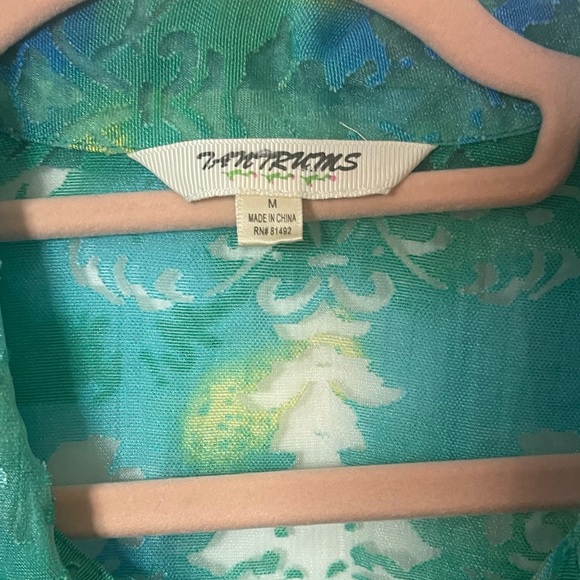 TANTRUMS
M
MADE IN CHINA
RN# 81492